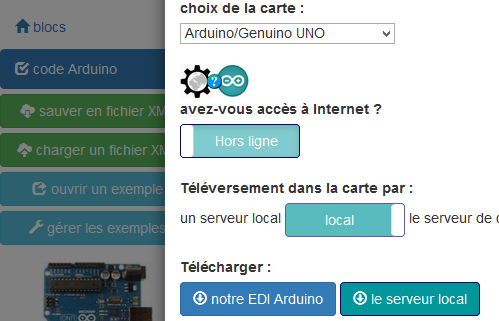 blocs
code Arduino
sauver en fichier XM
charger un fichier XM
ouvrir un exemple
gérer les exemples
choix de la carte :
Arduino/Genuino UNO
?
avez-vous accès à Internet ?
Hors ligne
Téléversement dans la carte par :
un serveur local local le serveur de
Télécharger :
notre EDI Arduino le serveur local